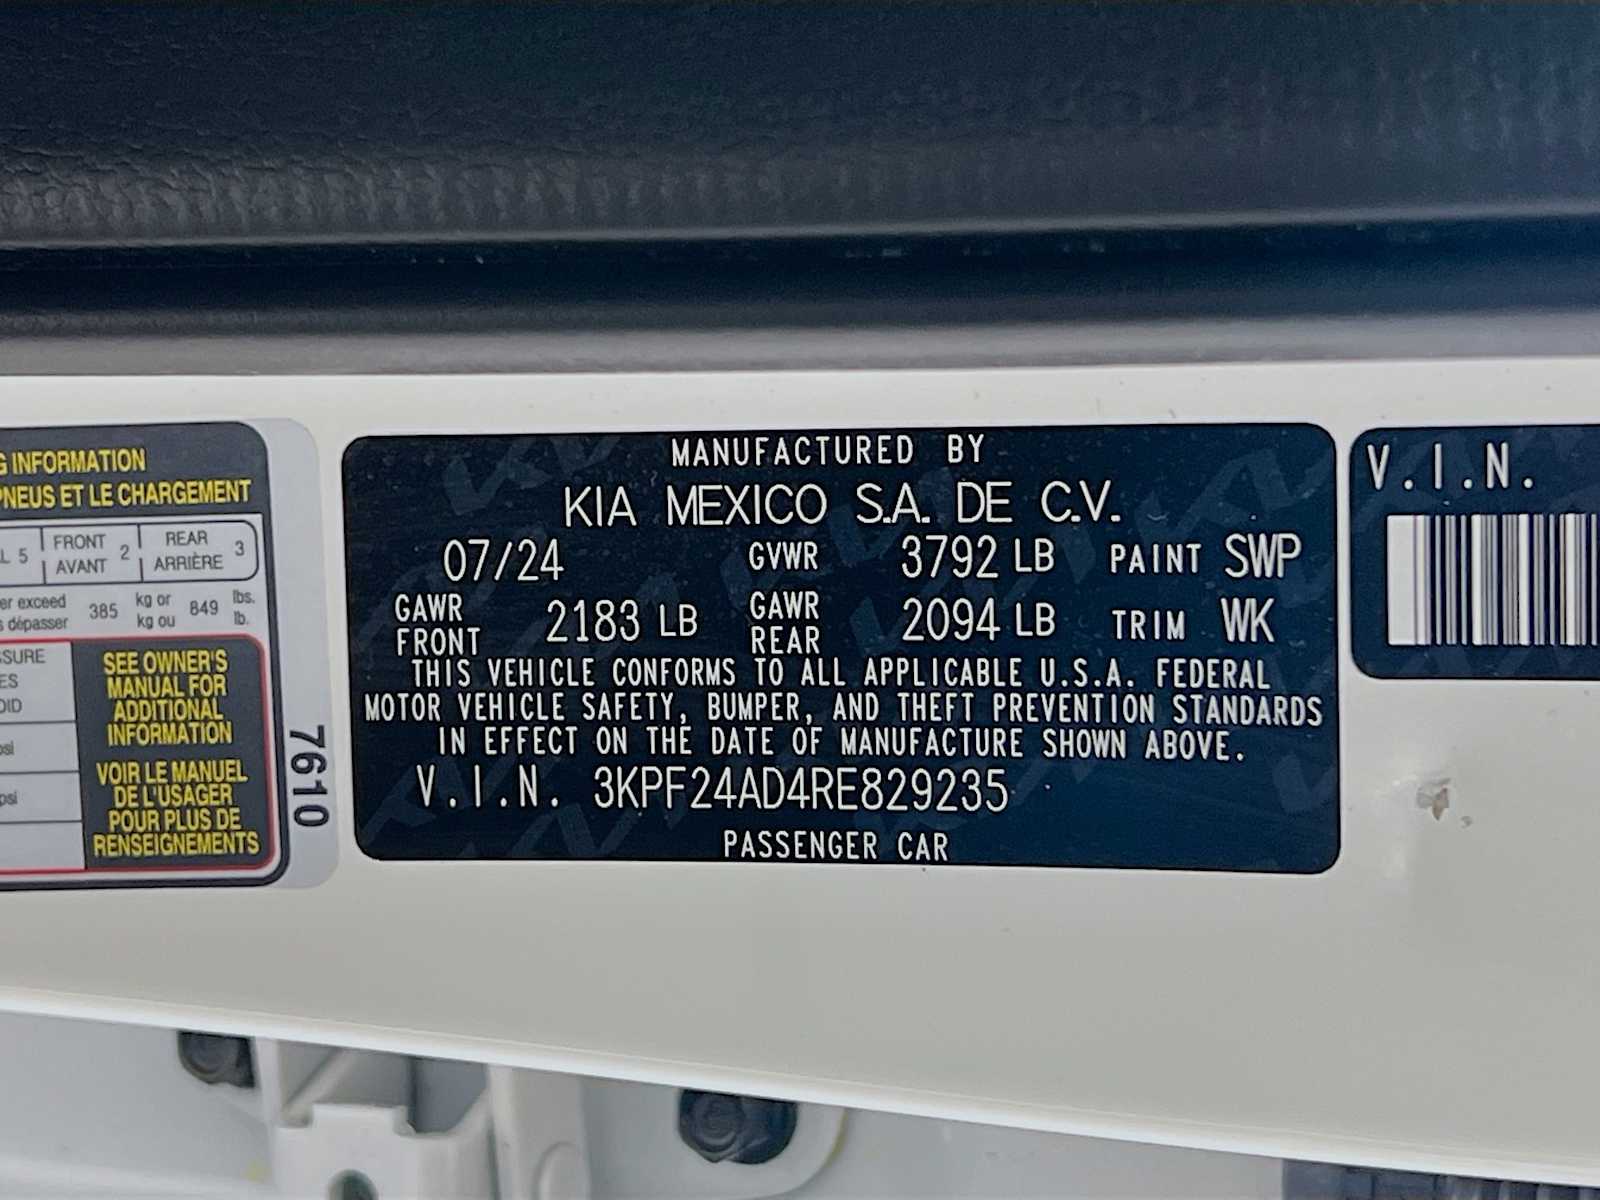 G INFORMATION
PNEUS ET LE CHARGEMENT
L 5 FRONT AVANT 2 REAR ARRIÈRE 3
er exceed
s dépasser 385 kg or kg ou 849 lbs. lb.
SSURE
ES
OID
psi
psi
SEE OWNER'S
MANUAL FOR
ADDITIONAL
INFORMATION
VOIR LE MANUEL
DE L'USAGER
POUR PLUS DE
RENSEIGNEMENTS
7610
MANUFACTURED BY
KIA MEXICO S.A. DE C.V.
07/24 GVWR 3792 LB PAINT SWP
GAWR FRONT 2183 LB GAWR REAR 2094 LB TRIM WK
THIS VEHICLE CONFORMS TO ALL APPLICABLE U.S.A. FEDERAL
MOTOR VEHICLE SAFETY, BUMPER, AND THEFT PREVENTION STANDARDS
IN EFFECT ON THE DATE OF MANUFACTURE SHOWN ABOVE.
V.I.N. 3KPF24AD4RE829235
PASSENGER CAR
V.I.N.